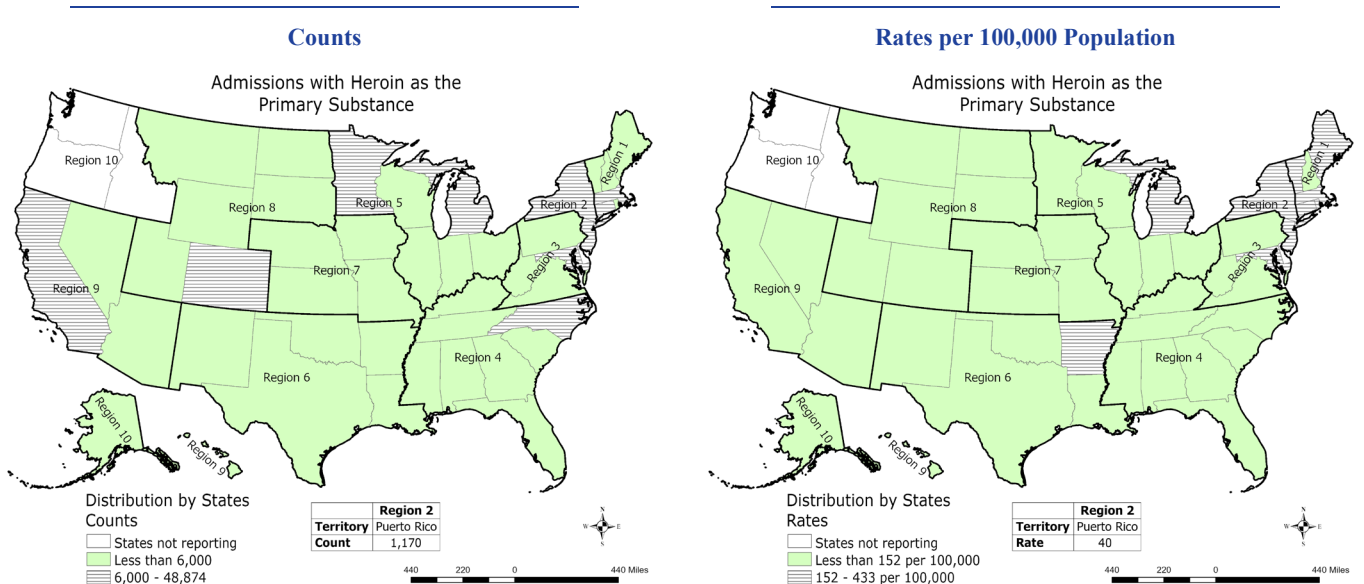 Counts
Admissions with Heroin as the
Primary Substance
Region 10
Region 8
Region 5
Region 2
Region 1
Region 3
Region 7
Region 9
Region 4
Region 6
Region 10
Region 9
Distribution by States
Counts
States not reporting
Less than 6,000
6,000 - 48,874
Region 2
Territory Puerto Rico
Count 1,170
N
W E
S
440 220 0 440 Miles
Rates per 100,000 Population
Admissions with Heroin as the
Primary Substance
Region 10
Region 8
Region 5
Region 2
Region 1
Region 3
Region 7
Region 9
Region 4
Region 6
Region 10
Region 9
Distribution by States
Rates
States not reporting
Less than 152 per 100,000
152 - 433 per 100,000
Region 2
Territory Puerto Rico
Rate 40
N
W E
S
440 220 0 440 Miles